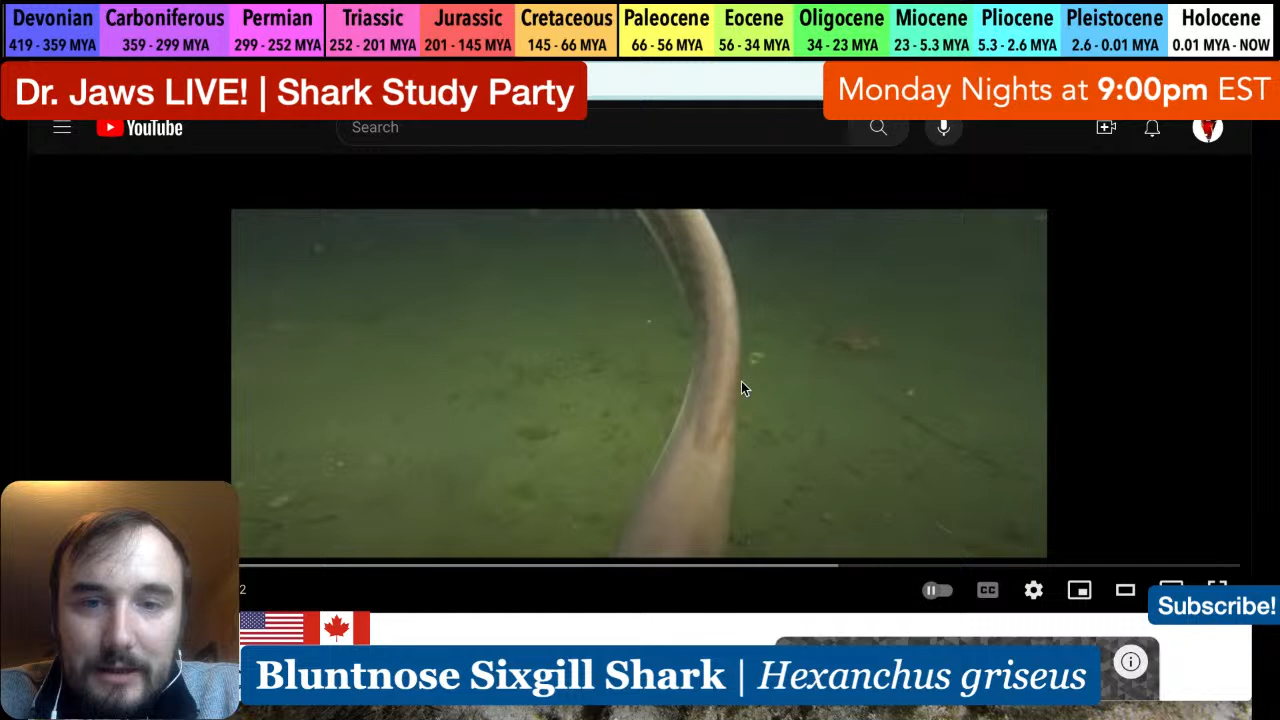 Devonian Carboniferous Permian Triassic Jurassic Cretaceous Paleocene Eocene Oligocene Miocene Pliocene Pleistocene Holocene
419 - 359 MYA 359 - 299 MYA 299 - 252 MYA 252 - 201 MYA 201 - 145 MYA 145 - 66 MYA 66 - 56 MYA 56 - 34 MYA 34 - 23 MYA 23 - 5.3 MYA 5.3 - 2.6 MYA 2.6 - 0.01 MYA 0.01 MYA - NOW
Dr. Jaws LIVE! | Shark Study Party
Monday Nights at 9:00pm EST
YouTube
Search
2
CC
Subscribe!
Bluntnose Sixgill Shark | Hexanchus griseus